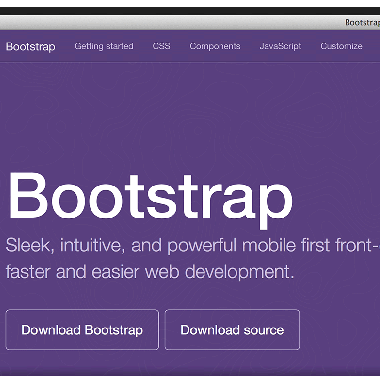 Bootstrap
Bootstrap Getting started CSS Components JavaScript Customize
Bootstrap
Sleek, intuitive, and powerful mobile first front-
faster and easier web development.
Download Bootstrap Download source